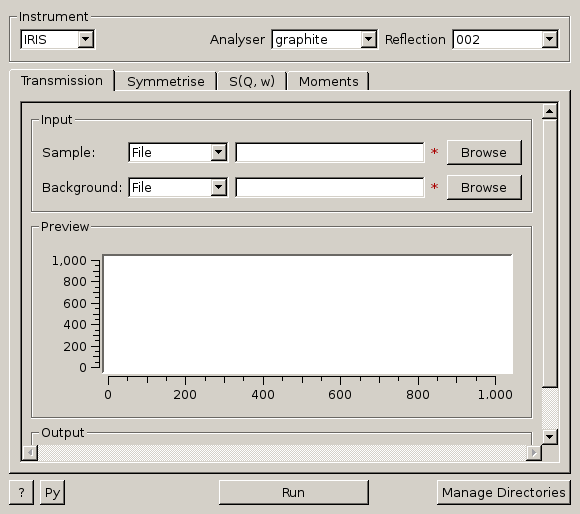 Instrument
IRIS Analyser graphite Reflection 002
Transmission Symmetrise S(Q, w) Moments
Input
Sample: File * Browse
Background: File * Browse
Preview
1,000
800
600
400
200
0
0 200 400 600 800 1.000
Output
? Py Run Manage Directories